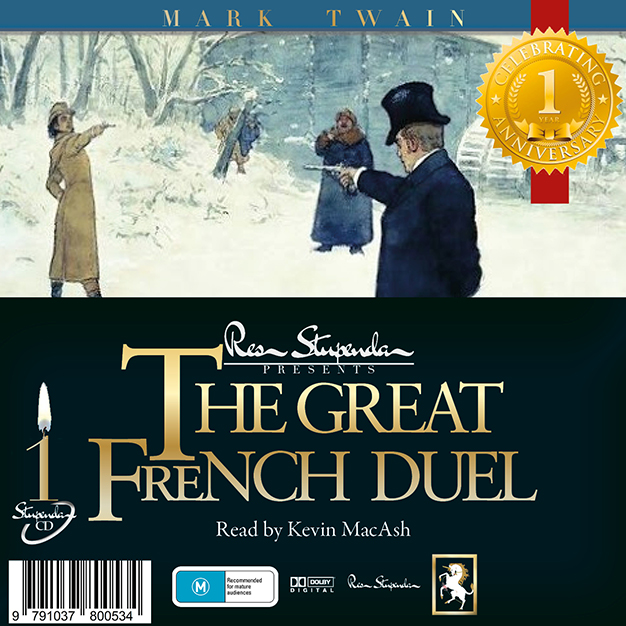 MARK TWAIN
CELEBRATING
1
YEAR
ANNIVERSARY
Res Stupenda
PRESENTS
THE GREAT
FRENCH DUEL
Read by Kevin MacAsh
1
Stupenda
CD
M
Recommended
for mature
audiences
DOLBY
DIGITAL
Res Stupenda
9 791037 800534